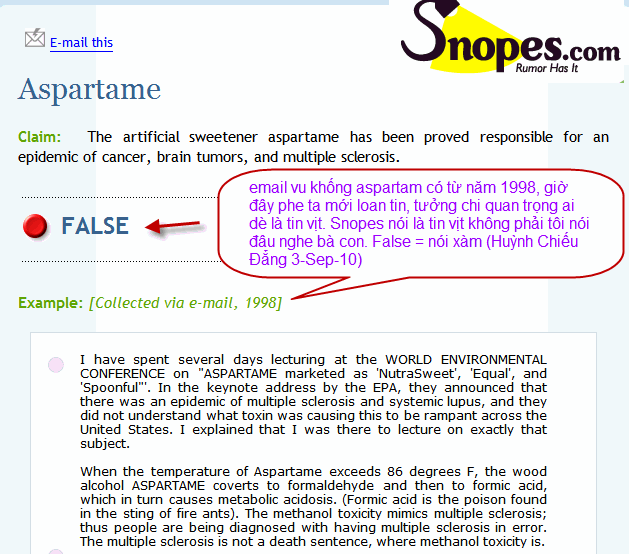 Snopes.com
Rumor Has It
E-mail this
Aspartame
Claim: The artificial sweetener aspartame has been proved responsible for an
epidemic of cancer, brain tumors, and multiple sclerosis.
FALSE
email vu khống aspartam có từ năm 1998, giờ
đây phe ta mới loan tin, tưởng chi quan trọng ai
dè là tin vịt. Snopes nói là tin vịt không phải tôi nói
đâu nghe bà con. False = nói xàm (Huỳnh Chiếu
Đẳng 3-Sep-10)
Example: [Collected via e-mail, 1998]
I have spent several days lecturing at the WORLD ENVIRONMENTAL
CONFERENCE on "ASPARTAME marketed as 'NutraSweet', 'Equal', and
'Spoonful"'. In the keynote address by the EPA, they announced that
there was an epidemic of multiple sclerosis and systemic lupus, and they
did not understand what toxin was causing this to be rampant across the
United States. I explained that I was there to lecture on exactly that
subject.
When the temperature of Aspartame exceeds 86 degrees F, the wood
alcohol ASPARTAME coverts to formaldehyde and then to formic acid,
which in turn causes metabolic acidosis. (Formic acid is the poison found
in the sting of fire ants). The methanol toxicity mimics multiple sclerosis;
thus people are being diagnosed with having multiple sclerosis in error.
The multiple sclerosis is not a death sentence, where methanol toxicity is.